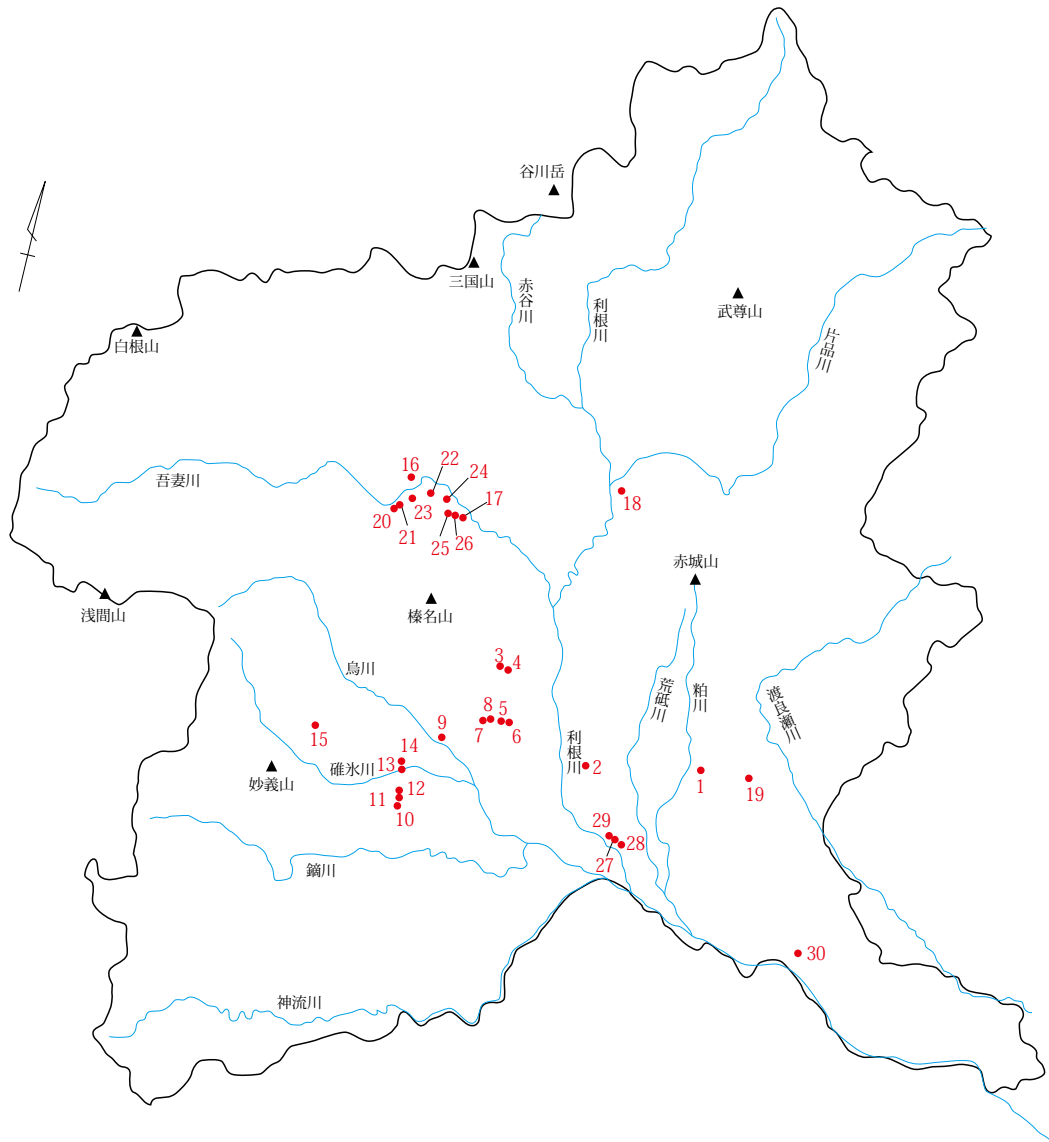 谷川岳
三国山
赤谷川
利根川
武尊山
片品川
白根山
吾妻川
16
22
24
17
18
20
21
23
25
26
赤城山
浅間山
榛名山
烏川
3
4
荒砥川
粕川
渡良瀬川
8
5
7
6
9
15
14
13
碓氷川
利根川
2
1
19
妙義山
12
11
10
29
28
27
鏑川
30
神流川